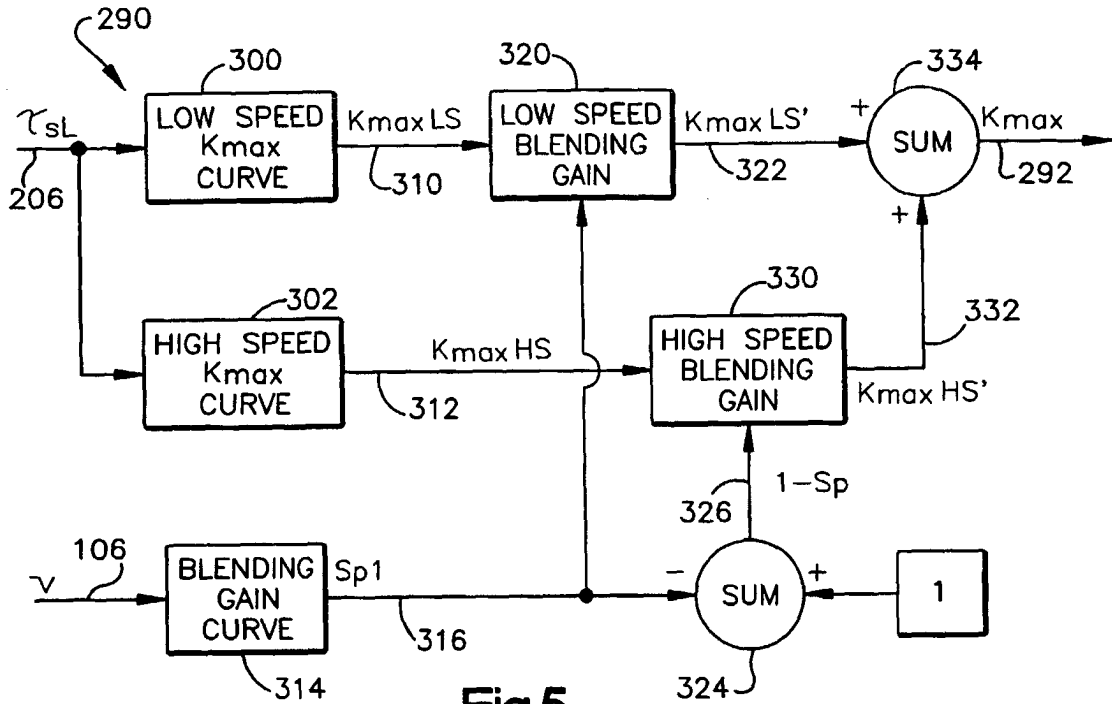 290
300
320
334
τsL
LOW SPEED
Kmax
CURVE
Kmax LS
LOW SPEED
BLENDING
GAIN
Kmax LS'
+
SUM
Kmax
206
310
322
292
+
302
330
332
HIGH SPEED
Kmax
CURVE
Kmax HS
HIGH SPEED
BLENDING
GAIN
312
Kmax HS'
326
1-Sp
106
v
BLENDING
GAIN
CURVE
Sp1
-
SUM
+
1
316
314
324
Fig.5